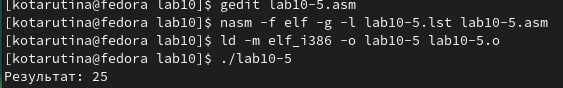 [kotarutina@fedora lab10]$ gedit lab10-5.asm
[kotarutina@fedora lab10]$ nasm -f elf -g -l lab10-5.lst lab10-5.asm
[kotarutina@fedora lab10]$ ld -m elf_i386 -o lab10-5 lab10-5.o
[kotarutina@fedora lab10]$ ./lab10-5
Результат: 25